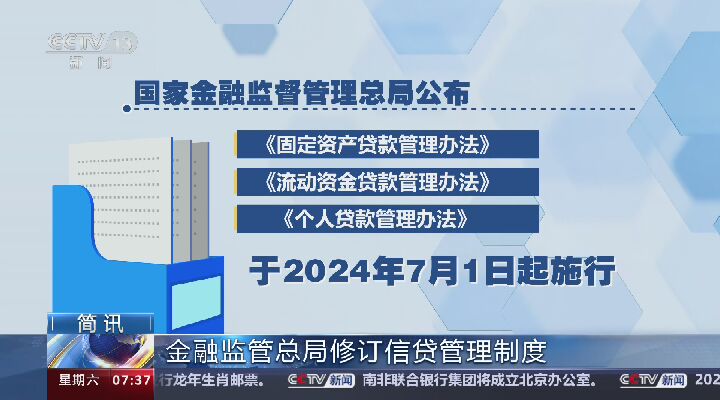 CCTV 13
新闻
国家金融监督管理总局公布
《固定资产贷款管理办法》
《流动资金贷款管理办法》
《个人贷款管理办法》
于2024年7月1日起施行
简讯
金融监管总局修订信贷管理制度
星期六 07:37 行龙年生肖邮票。 CCTV新闻 南非联合银行集团将成立北京办公室。 CCTV新闻 202